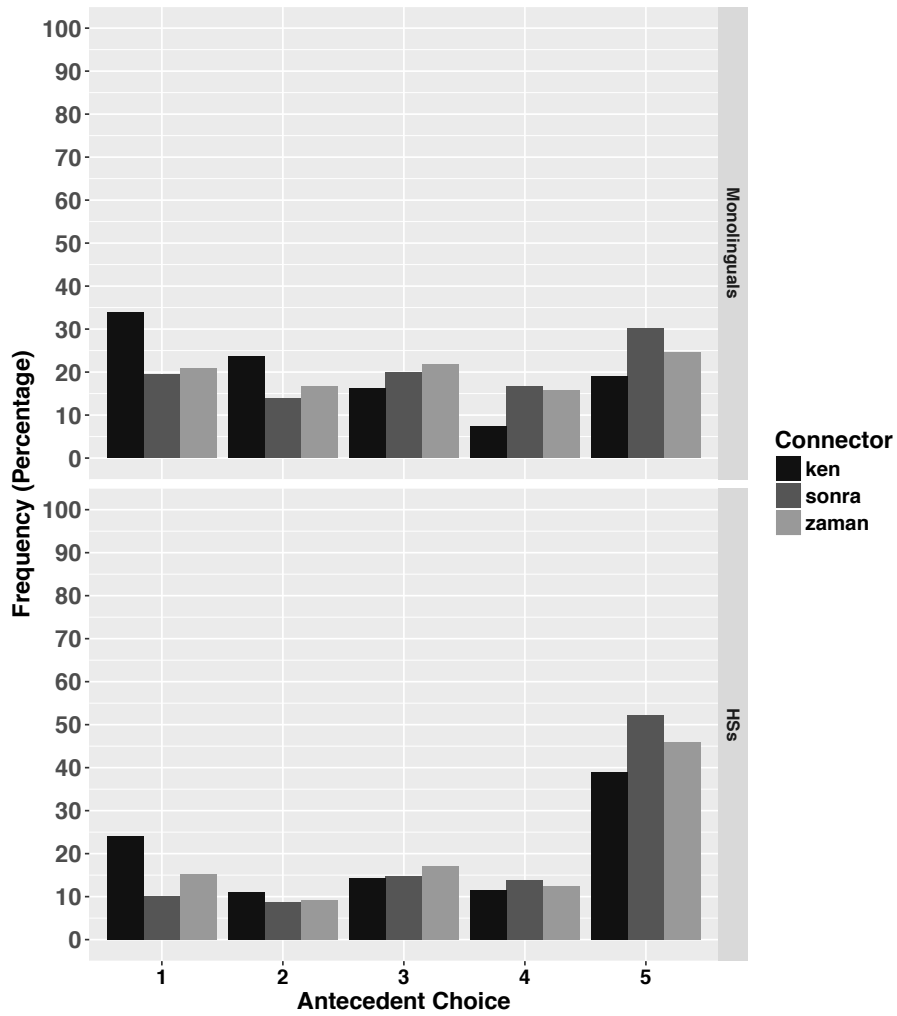 100
90
80
70
60
50
40
30
20
10
0
Monolinguals
100
90
80
70
60
50
40
30
20
10
0
HSs
Frequency (Percentage)
1 2 3 4 5
Antecedent Choice
Connector
ken
sonra
zaman